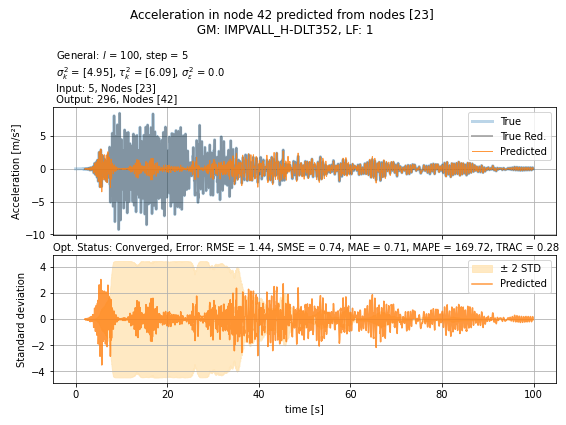 Acceleration in node 42 predicted from nodes [23]
GM: IMPVALL_H-DLT352, LF: 1
General: l = 100, step = 5
σ²ₖ = [4.95], τ²ₖ = [6.09], σ²ε = 0.0
Input: 5, Nodes [23]
Output: 296, Nodes [42]
Acceleration [m/s²]
5
0
−5
−10
True
True Red.
Predicted
Opt. Status: Converged, Error: RMSE = 1.44, SMSE = 0.74, MAE = 0.71, MAPE = 169.72, TRAC = 0.28
Standard deviation
4
2
0
−2
−4
± 2 STD
Predicted
0 20 40 60 80 100
time [s]